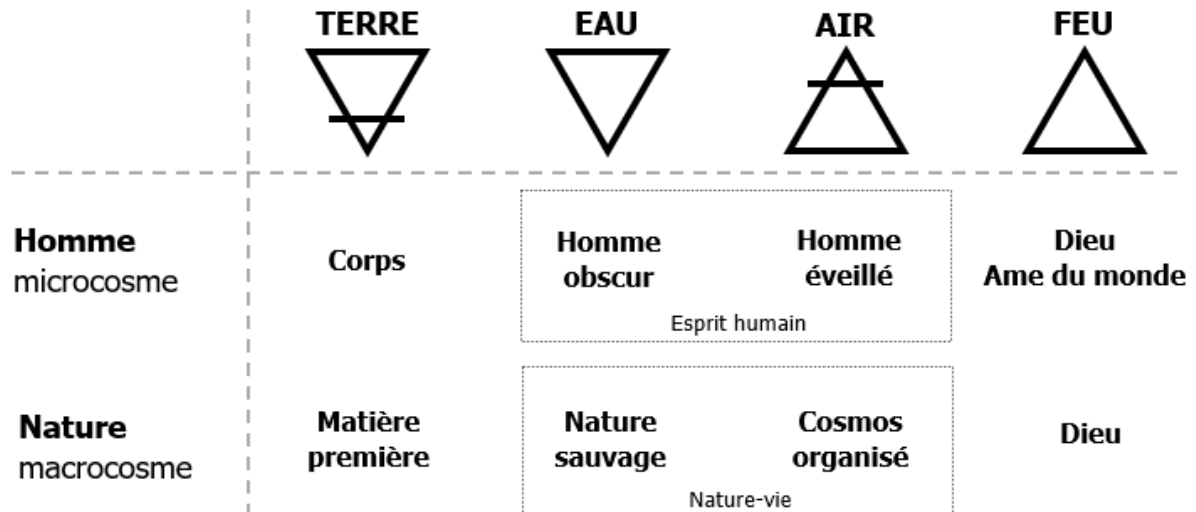 TERRE EAU AIR FEU
Homme
microcosme
Corps
Homme
obscur
Homme
éveillé
Esprit humain
Dieu
Ame du monde
Nature
macrocosme
Matière
première
Nature
sauvage
Cosmos
organisé
Nature-vie
Dieu